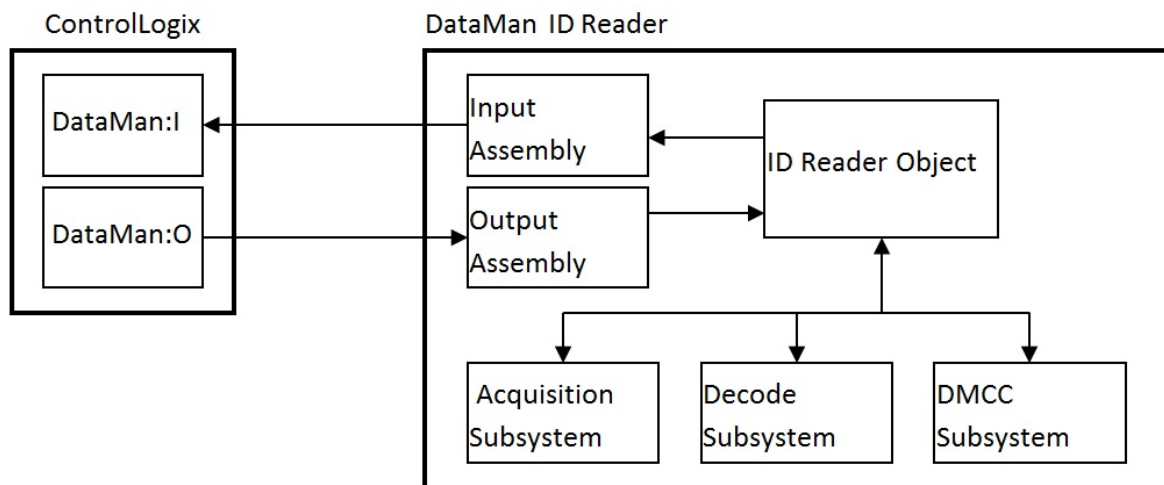 ControlLogix
DataMan ID Reader
DataMan:I
DataMan:O
Input
Assembly
Output
Assembly
ID Reader Object
Acquisition
Subsystem
Decode
Subsystem
DMCC
Subsystem